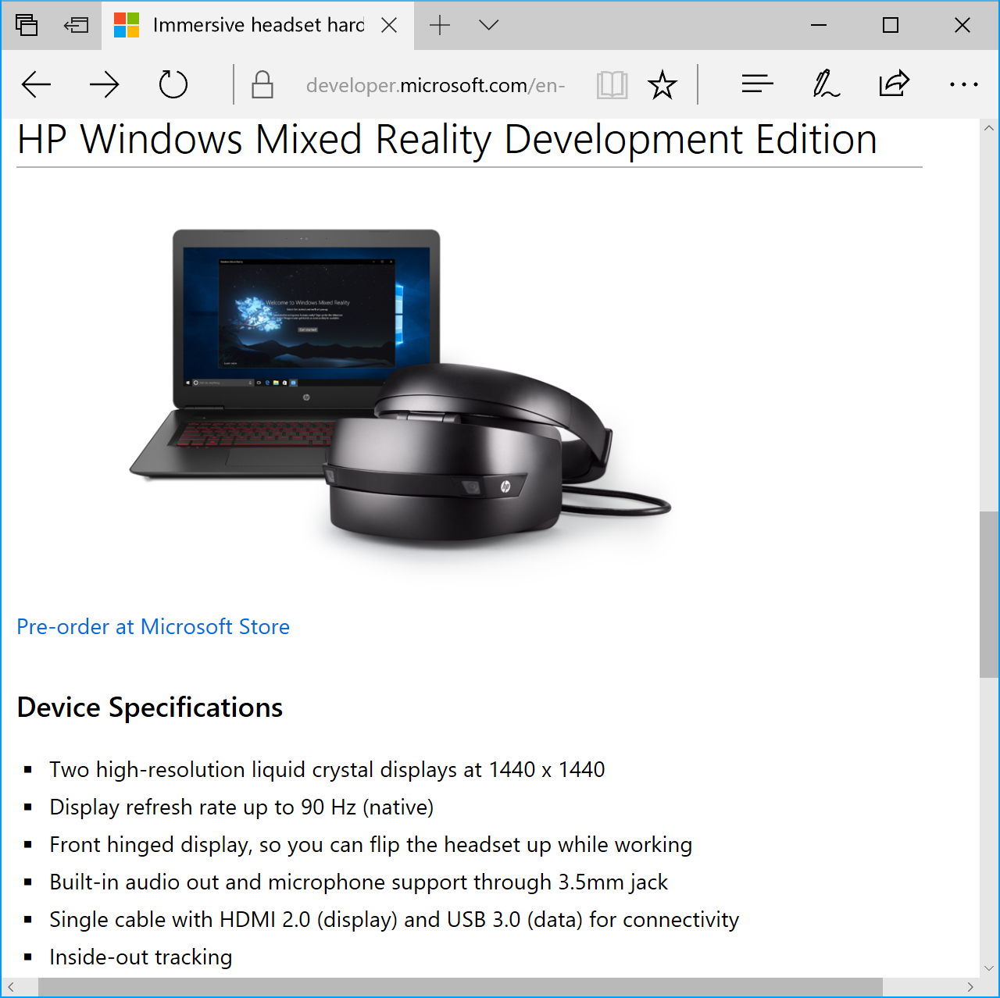 Immersive headset hard
developer.microsoft.com/en-
HP Windows Mixed Reality Development Edition
Welcome to Windows Mixed Reality
hp
Pre-order at Microsoft Store
Device Specifications
▪ Two high-resolution liquid crystal displays at 1440 x 1440
▪ Display refresh rate up to 90 Hz (native)
▪ Front hinged display, so you can flip the headset up while working
▪ Built-in audio out and microphone support through 3.5mm jack
▪ Single cable with HDMI 2.0 (display) and USB 3.0 (data) for connectivity
▪ Inside-out tracking